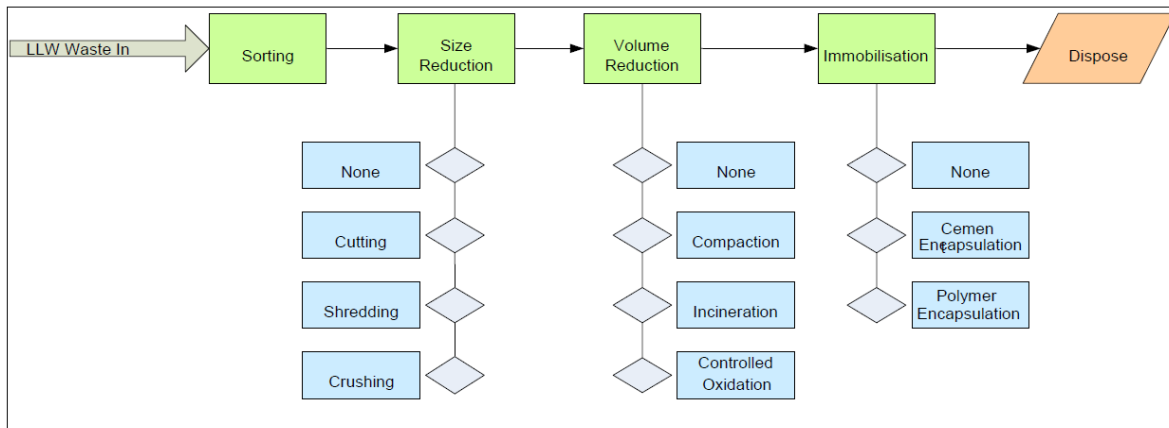 LLW Waste In
Sorting
Size
Reduction
Volume
Reduction
Immobilisation
Dispose
None
None
None
Cutting
Compaction
Cemen
t
Encapsulation
Shredding
Incineration
Polymer
Encapsulation
Crushing
Controlled
Oxidation